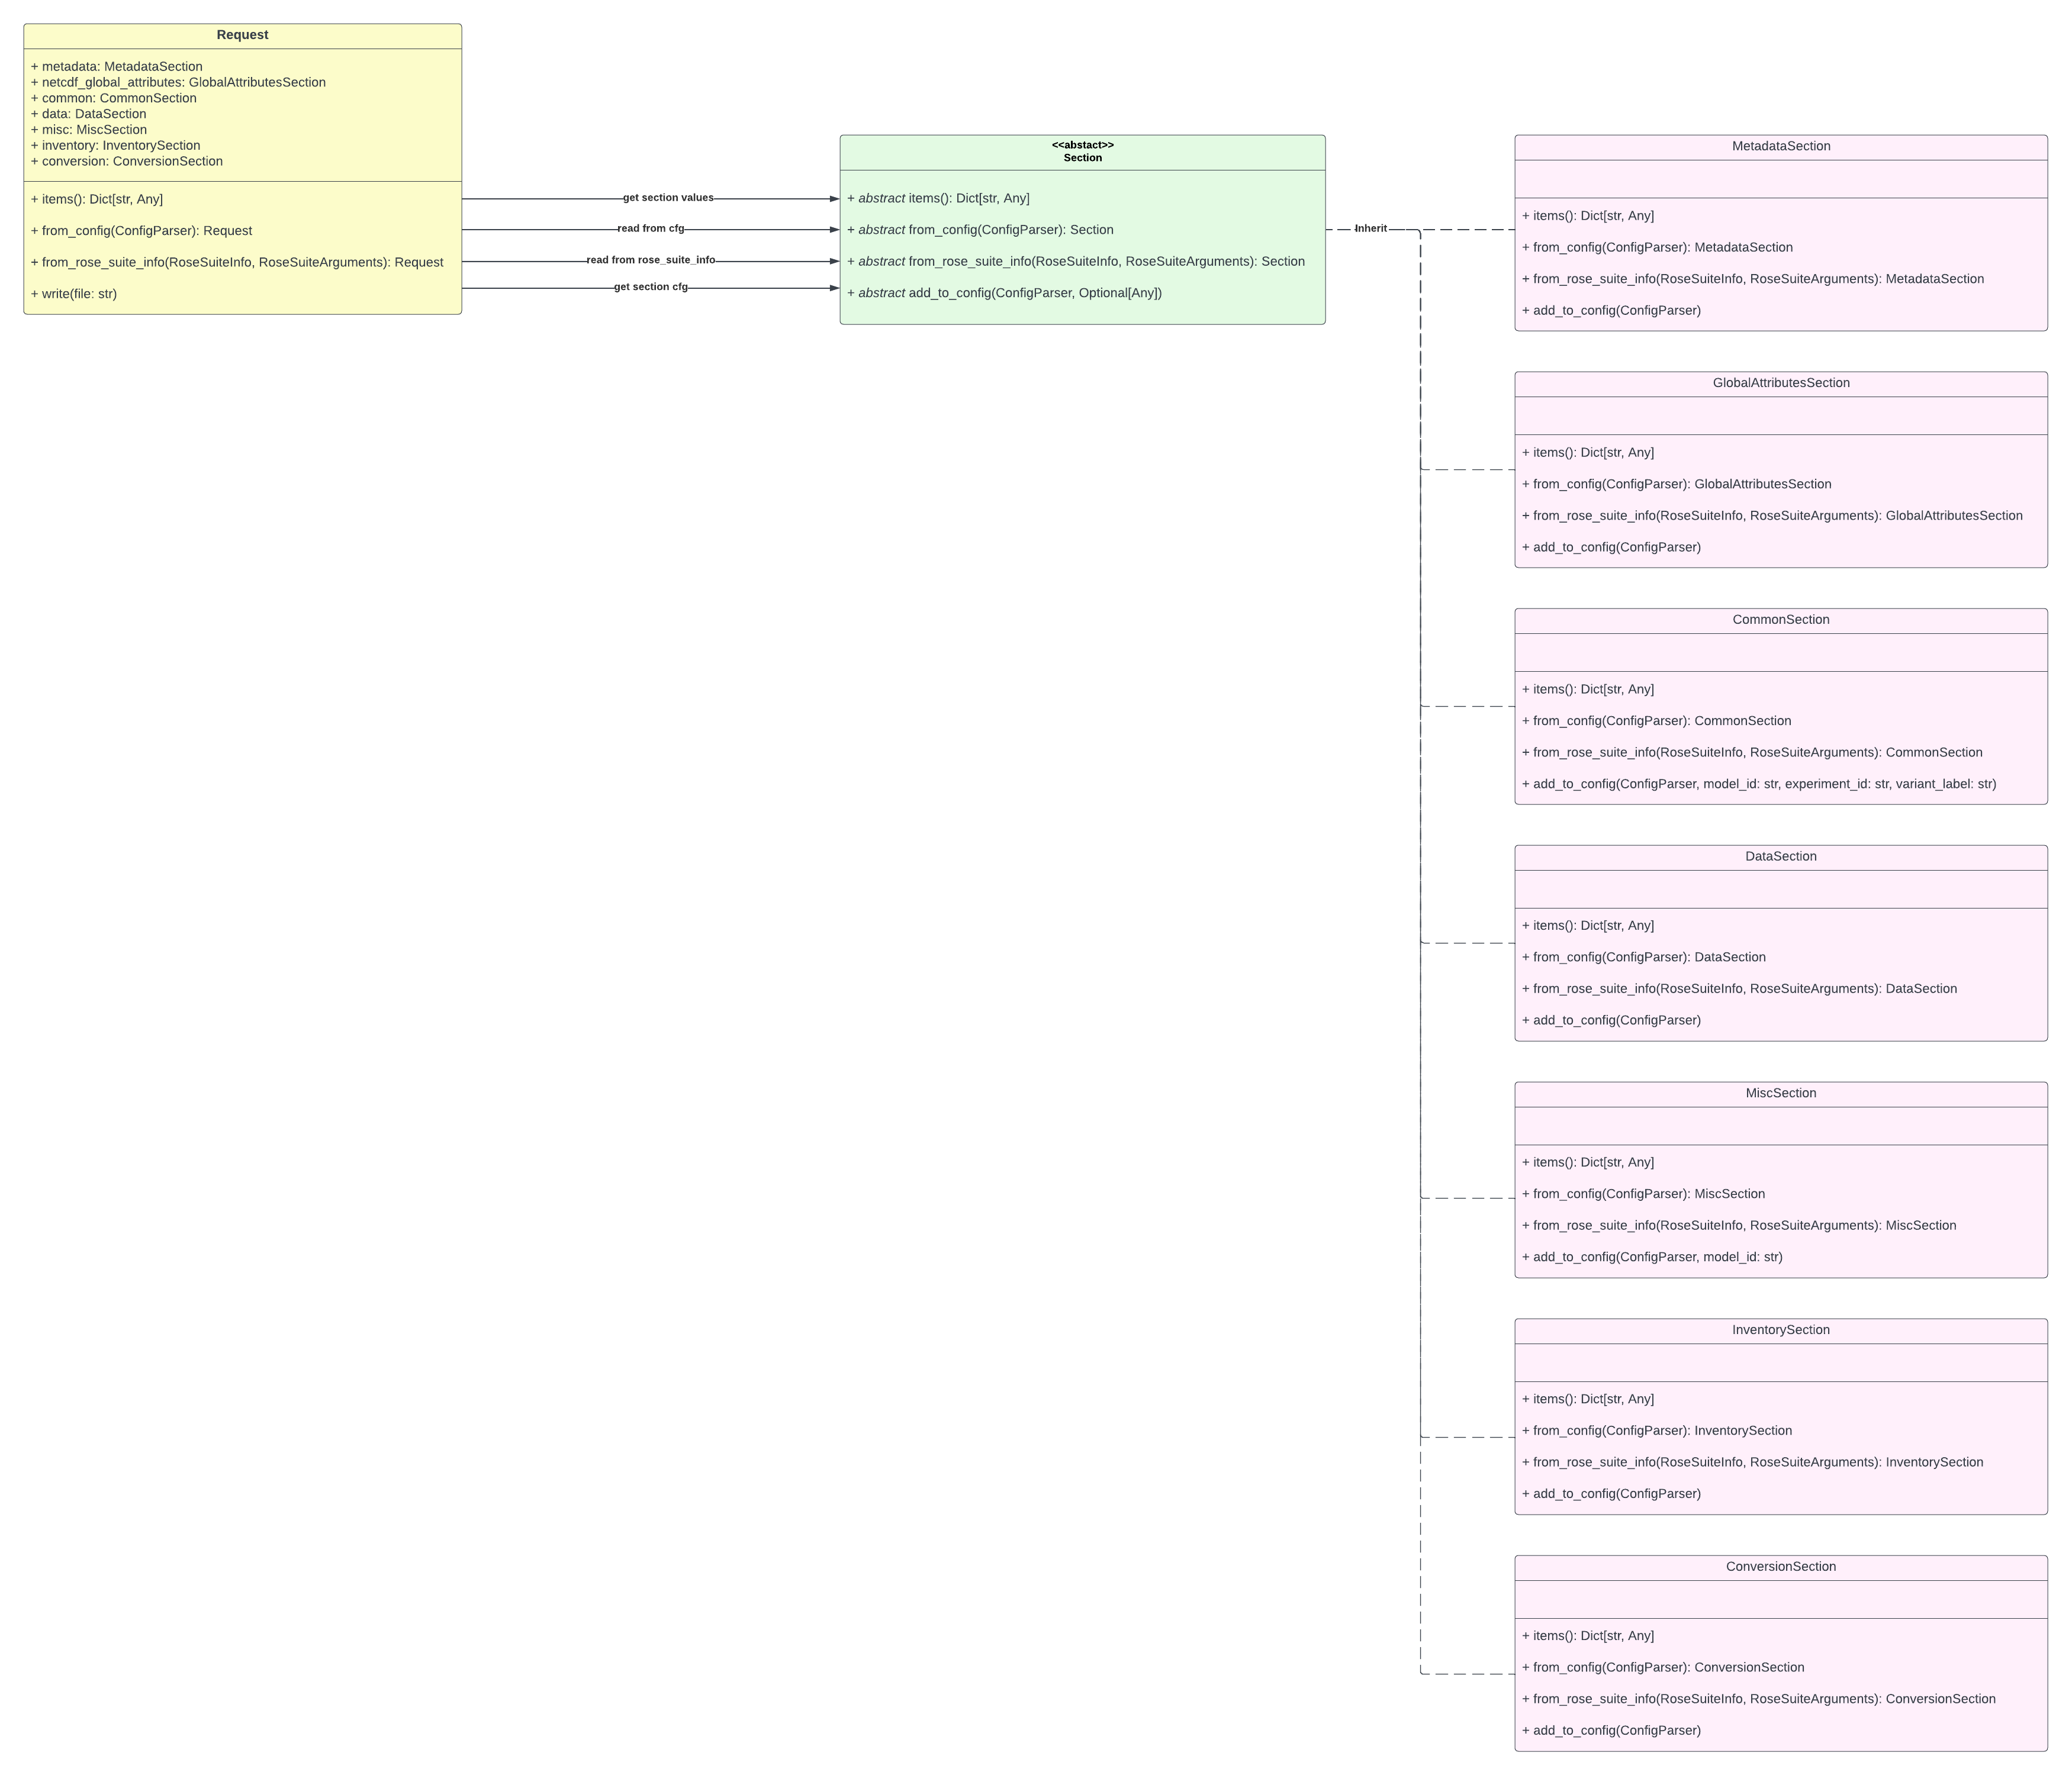 Request
+ metadata: MetadataSection
+ netcdf_global_attributes: GlobalAttributesSection
+ common: CommonSection
+ data: DataSection
+ misc: MiscSection
+ inventory: InventorySection
+ conversion: ConversionSection
+ items(): Dict[str, Any]
+ from_config(ConfigParser): Request
+ from_rose_suite_info(RoseSuiteInfo, RoseSuiteArguments): Request
+ write(file: str)
get section values
read from cfg
read from rose_suite_info
get section cfg
<<abstact>>
Section
+ abstract items(): Dict[str, Any]
+ abstract from_config(ConfigParser): Section
+ abstract from_rose_suite_info(RoseSuiteInfo, RoseSuiteArguments): Section
+ abstract add_to_config(ConfigParser, Optional[Any])
Inherit
MetadataSection
+ items(): Dict[str, Any]
+ from_config(ConfigParser): MetadataSection
+ from_rose_suite_info(RoseSuiteInfo, RoseSuiteArguments): MetadataSection
+ add_to_config(ConfigParser)
GlobalAttributesSection
+ items(): Dict[str, Any]
+ from_config(ConfigParser): GlobalAttributesSection
+ from_rose_suite_info(RoseSuiteInfo, RoseSuiteArguments): GlobalAttributesSection
+ add_to_config(ConfigParser)
CommonSection
+ items(): Dict[str, Any]
+ from_config(ConfigParser): CommonSection
+ from_rose_suite_info(RoseSuiteInfo, RoseSuiteArguments): CommonSection
+ add_to_config(ConfigParser, model_id: str, experiment_id: str, variant_label: str)
DataSection
+ items(): Dict[str, Any]
+ from_config(ConfigParser): DataSection
+ from_rose_suite_info(RoseSuiteInfo, RoseSuiteArguments): DataSection
+ add_to_config(ConfigParser)
MiscSection
+ items(): Dict[str, Any]
+ from_config(ConfigParser): MiscSection
+ from_rose_suite_info(RoseSuiteInfo, RoseSuiteArguments): MiscSection
+ add_to_config(ConfigParser, model_id: str)
InventorySection
+ items(): Dict[str, Any]
+ from_config(ConfigParser): InventorySection
+ from_rose_suite_info(RoseSuiteInfo, RoseSuiteArguments): InventorySection
+ add_to_config(ConfigParser)
ConversionSection
+ items(): Dict[str, Any]
+ from_config(ConfigParser): ConversionSection
+ from_rose_suite_info(RoseSuiteInfo, RoseSuiteArguments): ConversionSection
+ add_to_config(ConfigParser)